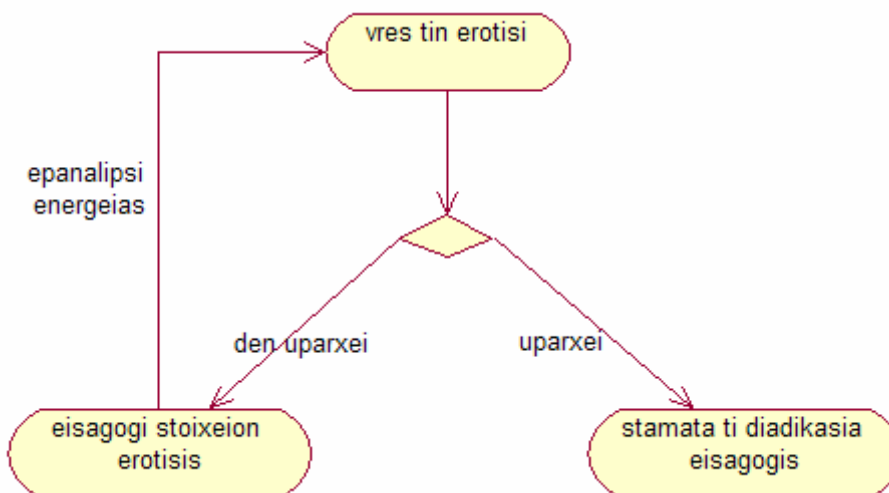 vres tin erotisi
epanalipsi
energeias
den uparxei
uparxei
eisagogi stoixeion
erotisis
stamata ti diadikasia
eisagogis